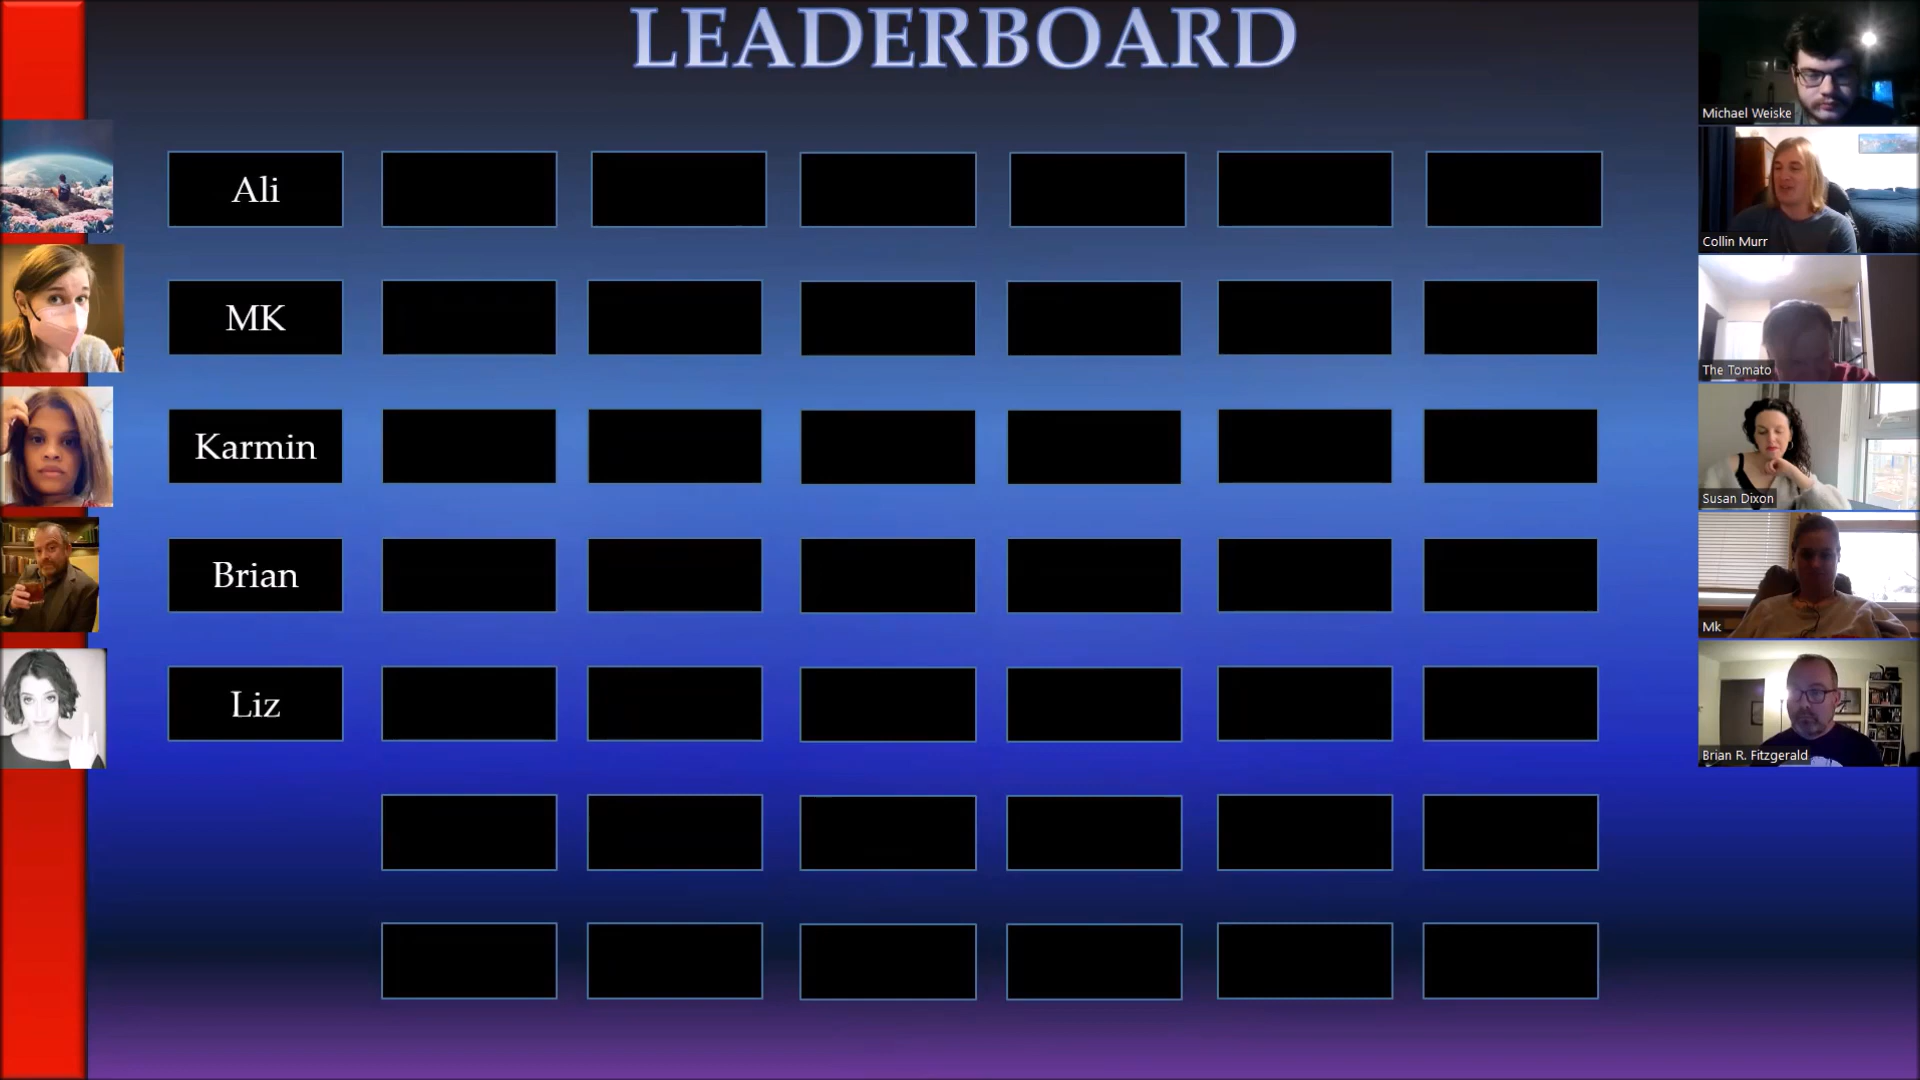 LEADERBOARD
Ali
MK
Karmin
Brian
Liz
Michael Weiske
Collin Murr
The Tomato
Susan Dixon
Mk
Brian R. Fitzgerald